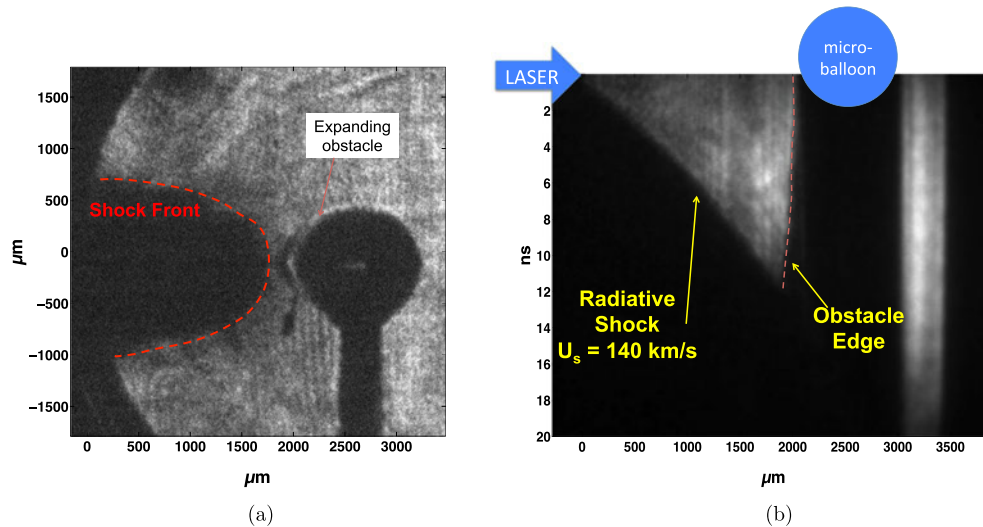 1500
1000
500
0
−500
−1000
−1500
µm
Expanding
obstacle
Shock Front
0 500 1000 1500 2000 2500 3000
µm
(a)
LASER
micro-
balloon
2
4
6
8
10
12
14
16
18
20
ns
Radiative
Shock
Us = 140 km/s
Obstacle
Edge
0 500 1000 1500 2000 2500 3000 3500
µm
(b)